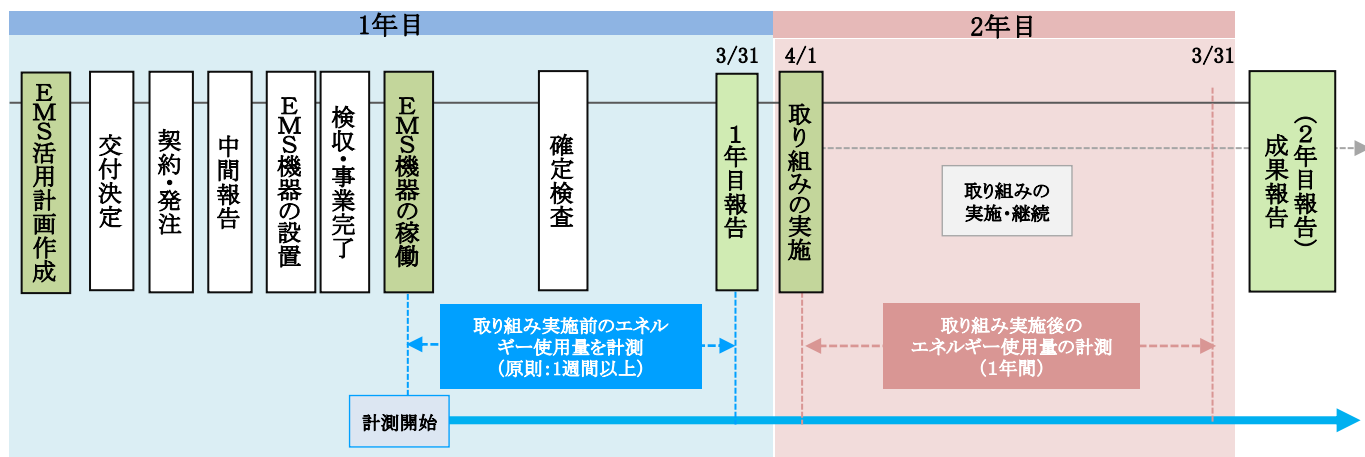 1年目
2年目
3/31
4/1
3/31
EMS活用計画作成
交付決定
契約・発注
中間報告
EMS機器の設置
検収・事業完了
EMS機器の稼働
確定検査
1年目報告
取り組みの実施
取り組みの
実施・継続
(2年目報告)
成果報告
取り組み実施前のエネル
ギー使用量を計測
(原則:1週間以上)
取り組み実施後の
エネルギー使用量の計測
(1年間)
計測開始